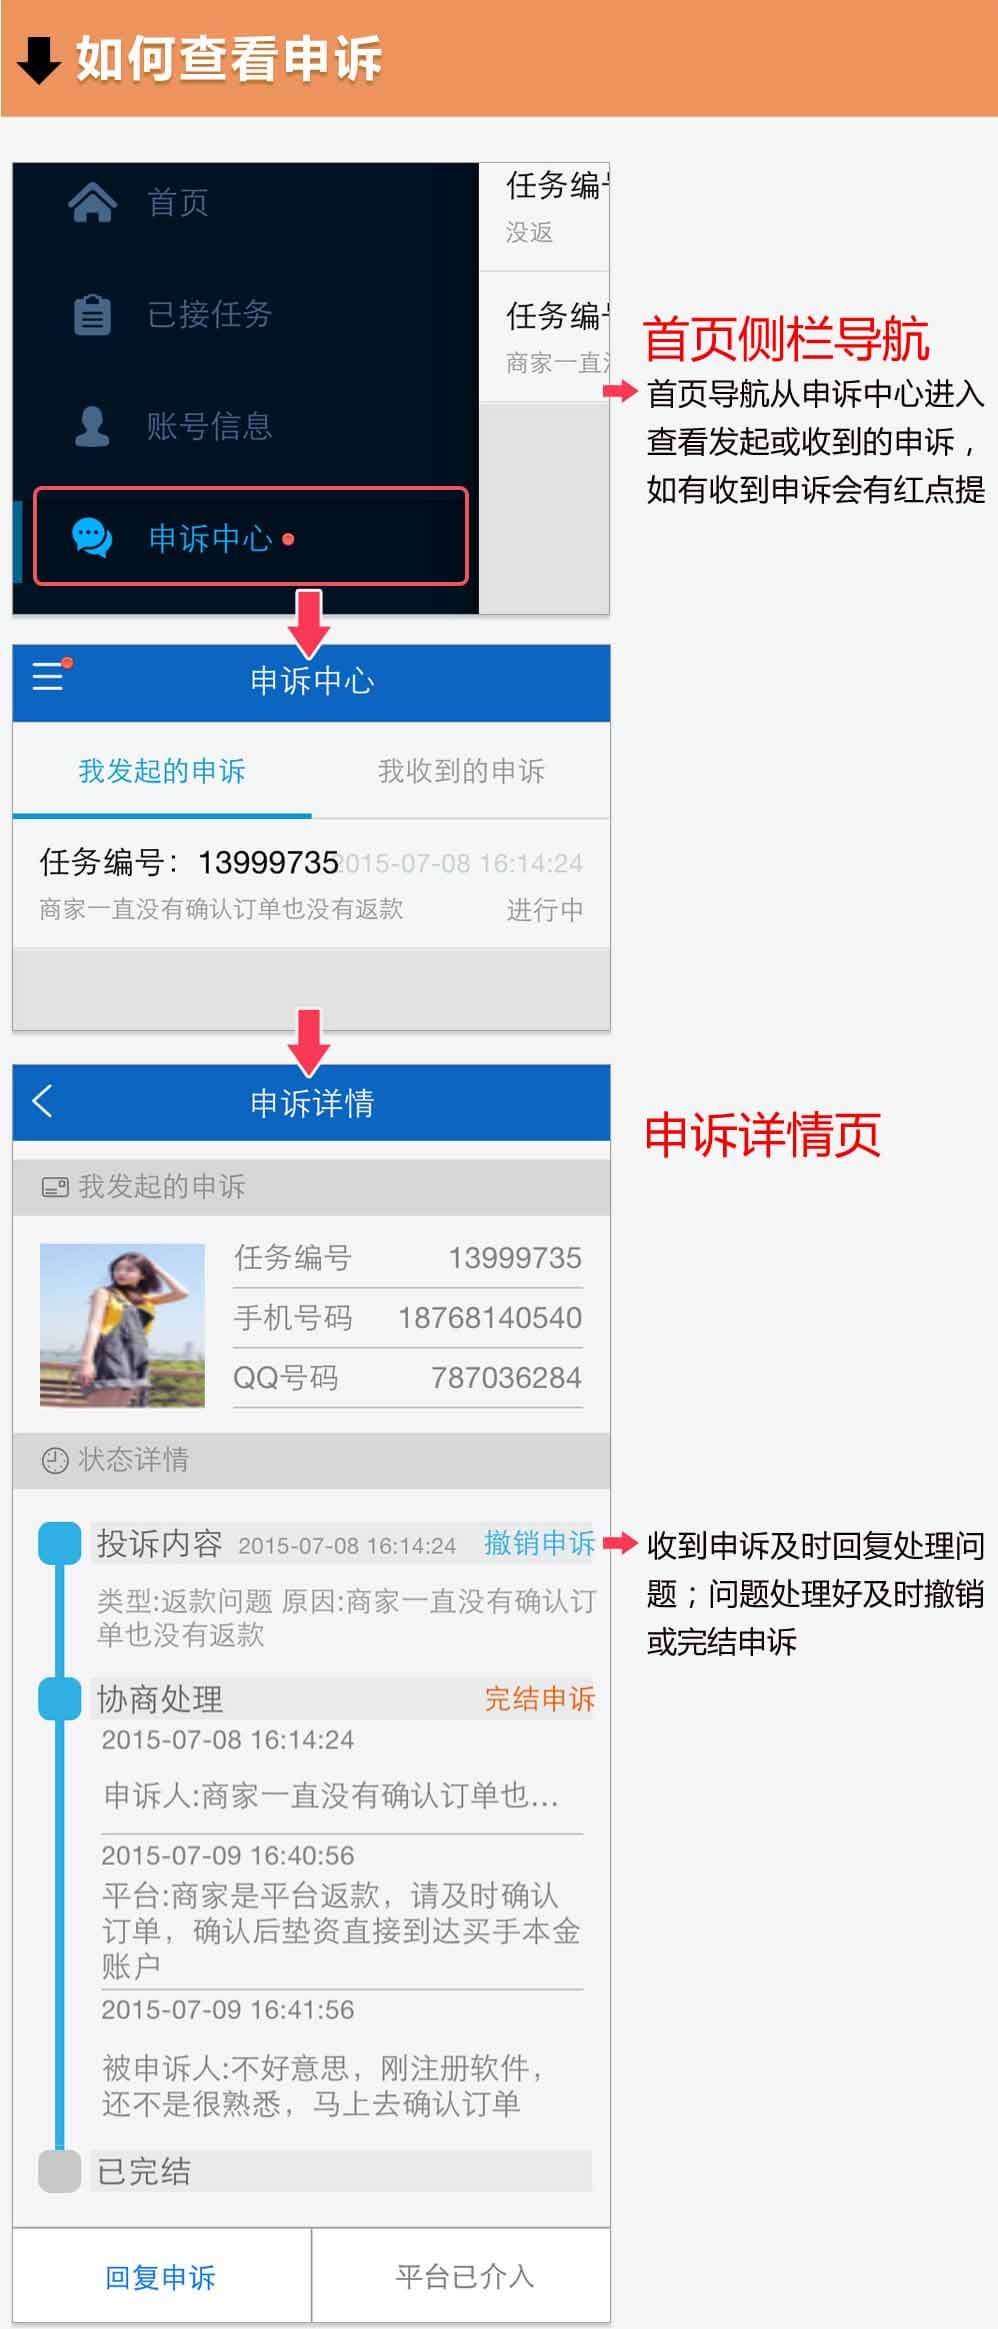 如何查看申诉
首页
任务编
没返
已接任务
任务编
商家一直
首页侧栏导航
首页导航从申诉中心进入
查看发起或收到的申诉，
如有收到申诉会有红点提
账号信息
申诉中心
申诉中心
我发起的申诉 我收到的申诉
任务编号：13999735 2015-07-08 16:14:24
商家一直没有确认订单也没有返款 进行中
申诉详情
申诉详情页
我发起的申诉
任务编号 13999735
手机号码 18768140540
QQ号码 787036284
状态详情
投诉内容 2015-07-08 16:14:24 撤销申诉
类型:返款问题 原因:商家一直没有确认订
单也没有返款
收到申诉及时回复处理问
题；问题处理好及时撤销
或完结申诉
协商处理 完结申诉
2015-07-08 16:14:24
申诉人:商家一直没有确认订单也...
2015-07-09 16:40:56
平台:商家是平台返款，请及时确认
订单，确认后垫资直接到达买手本金
账户
2015-07-09 16:41:56
被申诉人:不好意思，刚注册软件，
还不是很熟悉，马上去确认订单
已完结
回复申诉 平台已介入